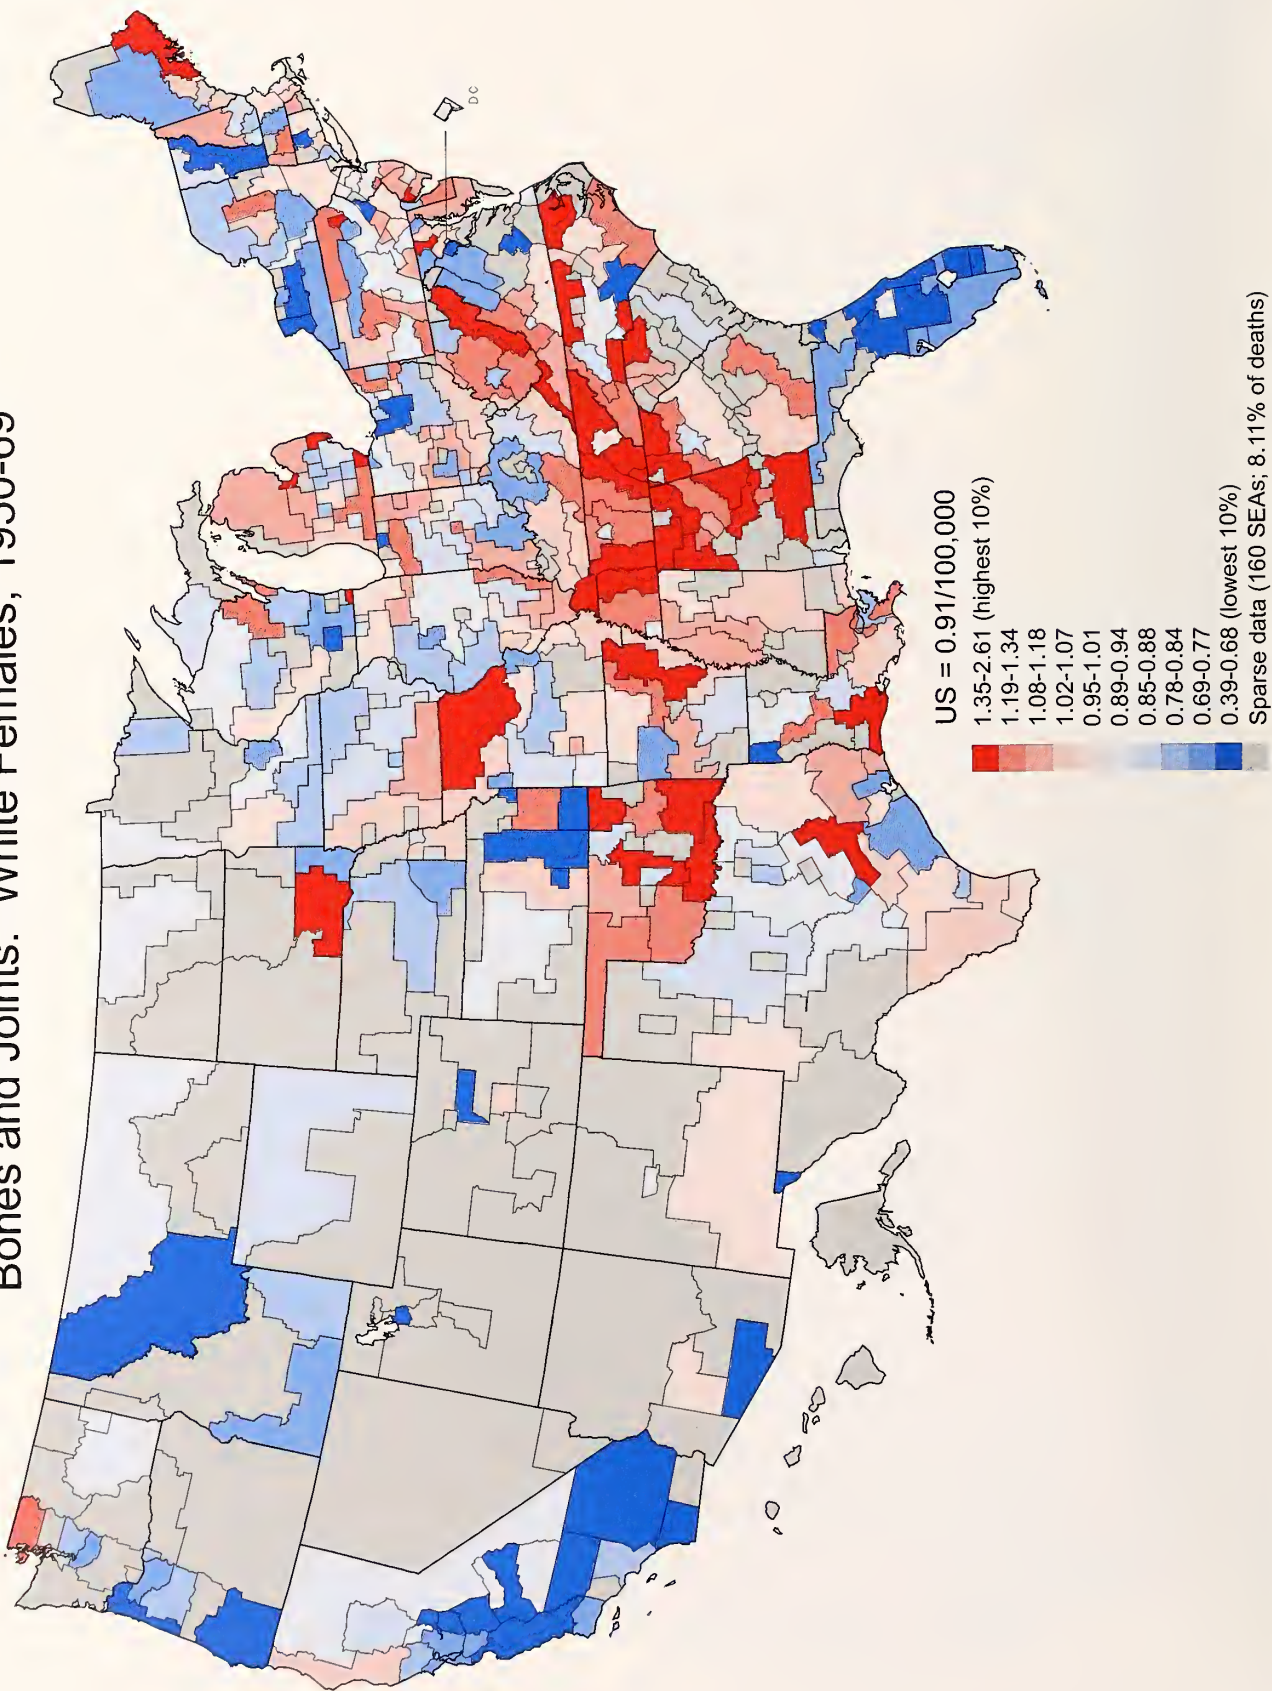 Bones and Joints: White Females, 1950-69
DC
US = 0.91/100,000
1.35-2.61 (highest 10%)
1.19-1.34
1.08-1.18
1.02-1.07
0.95-1.01
0.89-0.94
0.85-0.88
0.78-0.84
0.69-0.77
0.39-0.68 (lowest 10%)
Sparse data (160 SEAs; 8.11% of deaths)